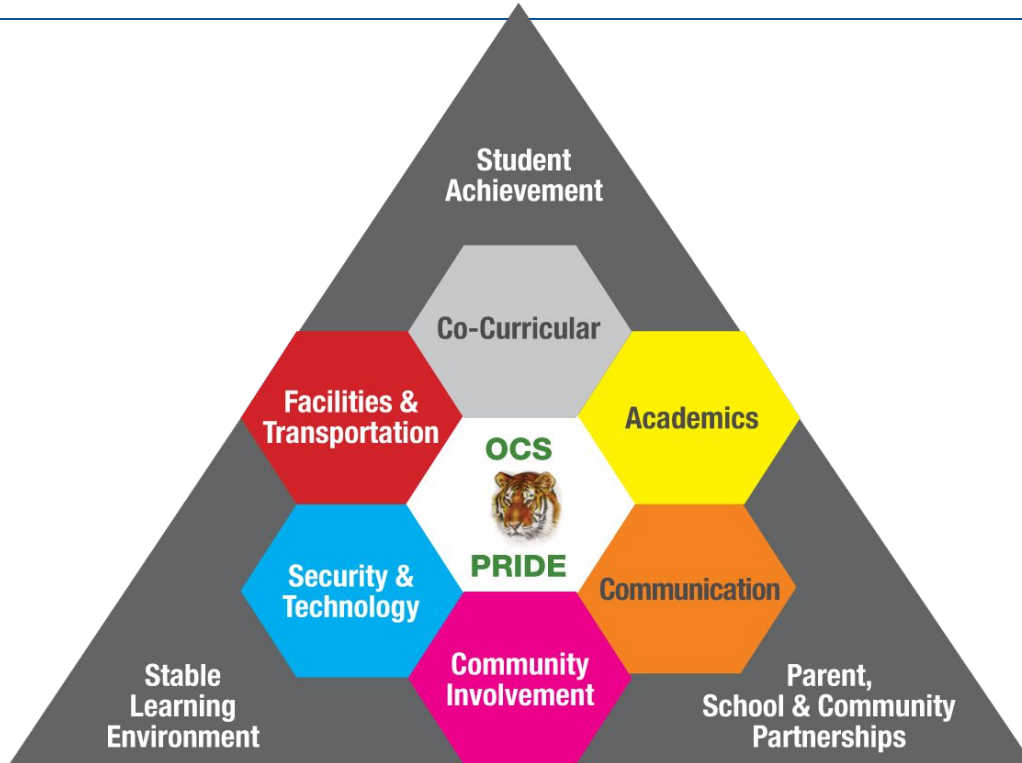 Student
Achievement
Co-Curricular
Facilities &
Transportation
Academics
OCS
PRIDE
Security &
Technology
Communication
Community
Involvement
Stable
Learning
Environment
Parent,
School & Community
Partnerships